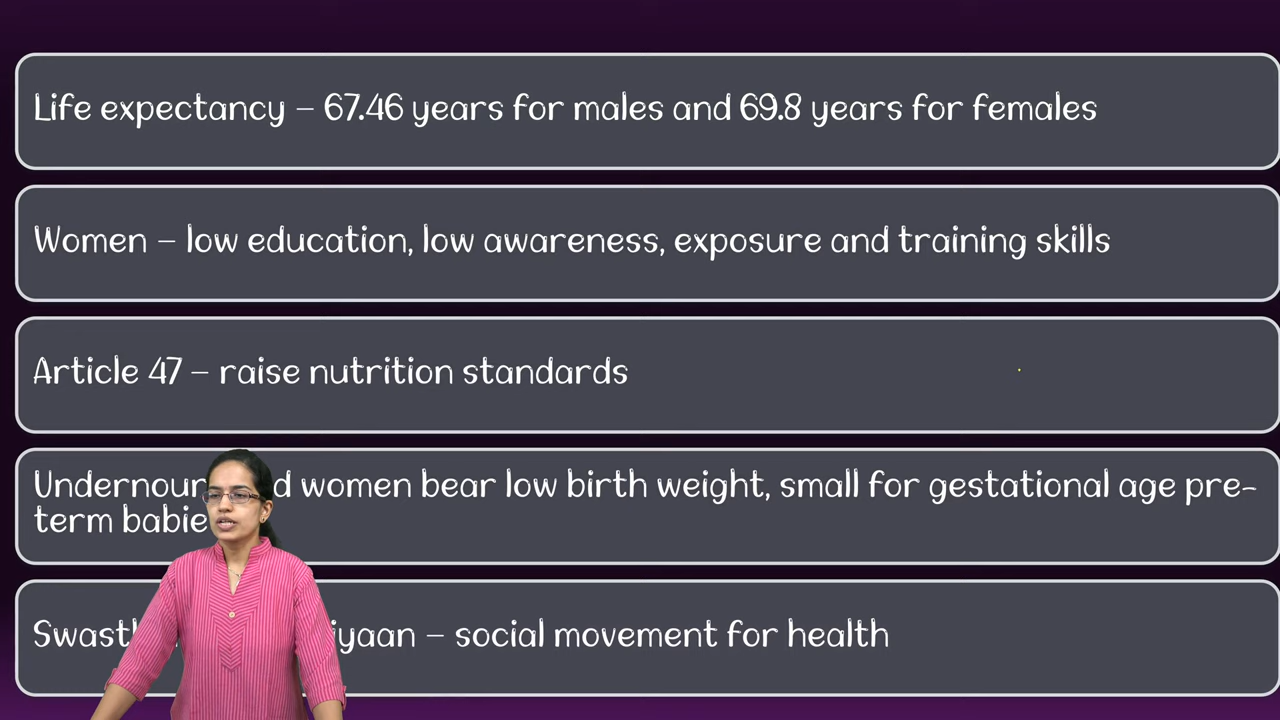 Life expectancy – 67.46 years for males and 69.8 years for females
Women – low education, low awareness, exposure and training skills
Article 47 – raise nutrition standards
women bear low birth weight, small for gestational age pre-
term
– social movement for health